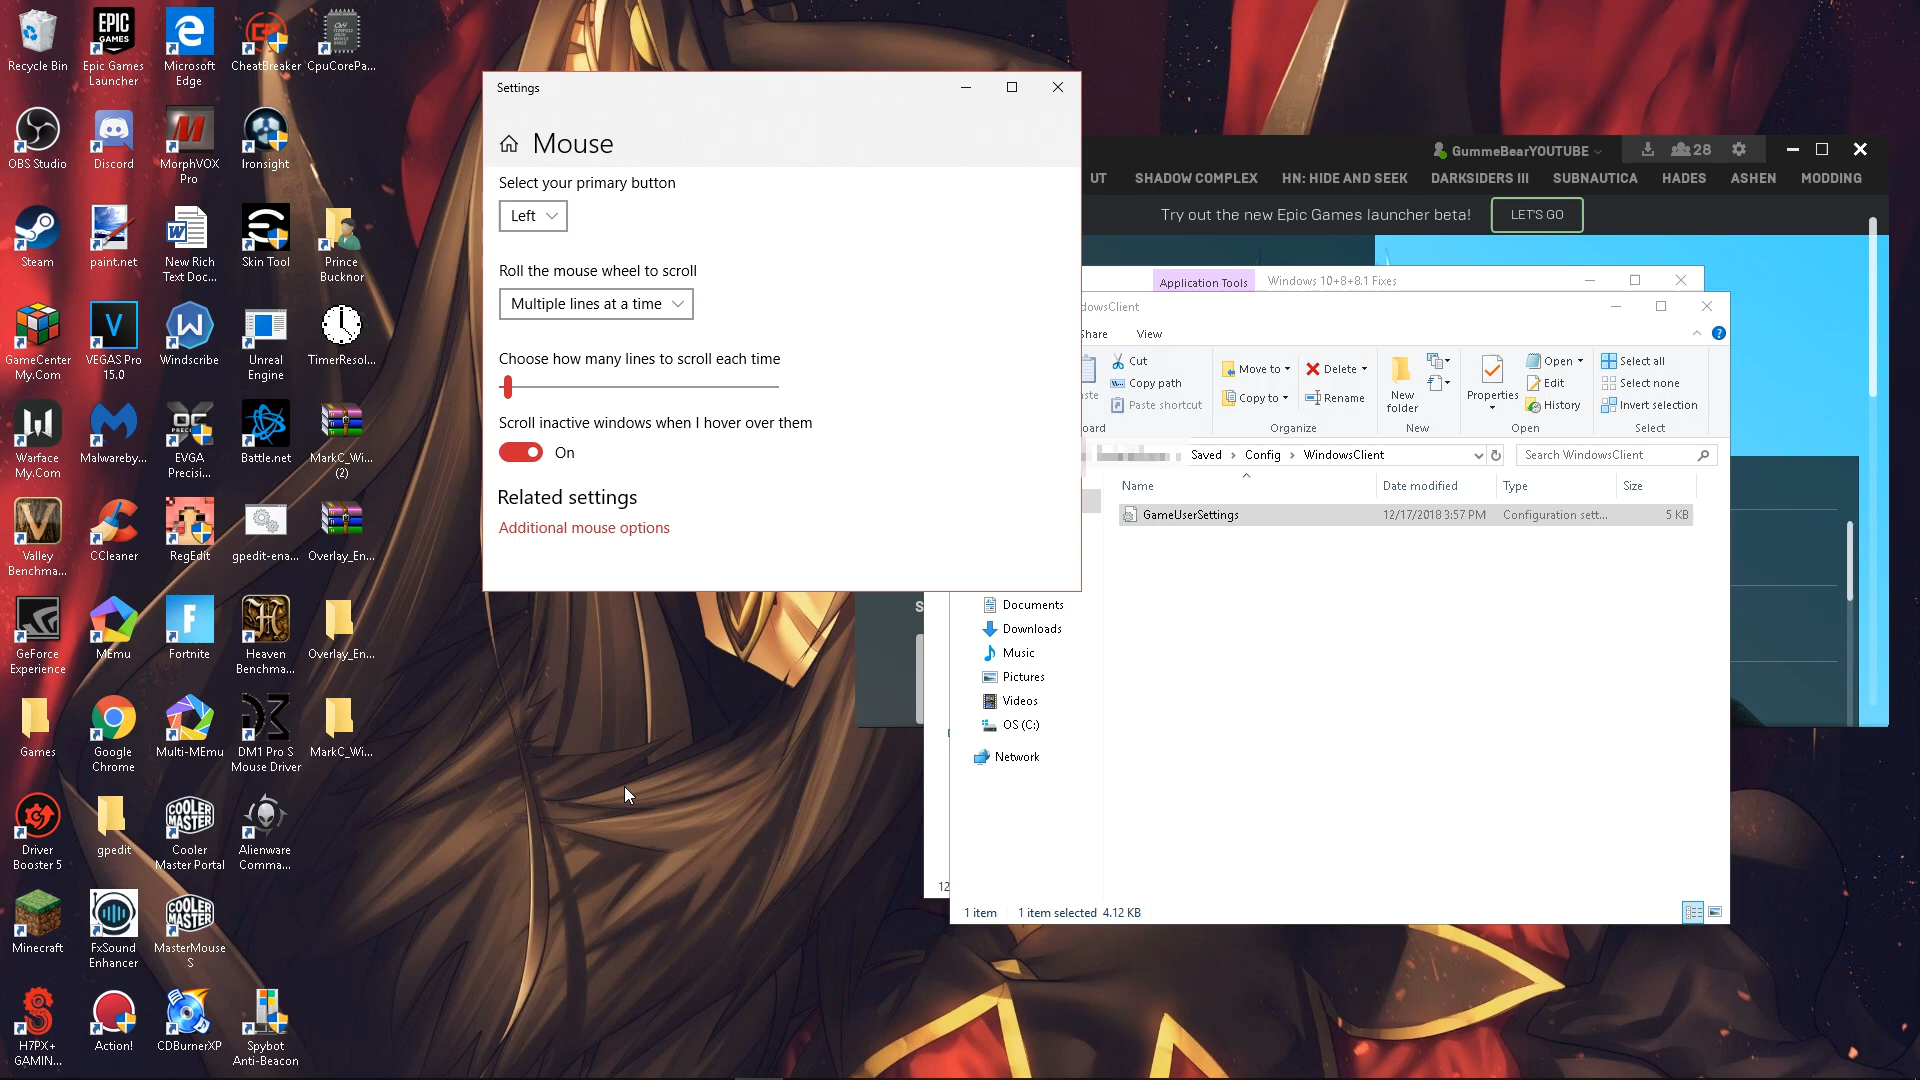 Recycle Bin
Epic Games
Launcher
Microsoft
Edge
CheatBreaker
CpuCorePa...
OBS Studio
Discord
MorphVOX
Pro
Ironsight
Steam
paint.net
New Rich
Text Doc...
Skin Tool
Prince
Bucknor
GameCenter
My.Com
VEGAS Pro
15.0
Windscribe
Unreal
Engine
TimerResol...
Warface
My.Com
Malwareby...
EVGA
Precisi...
Battle.net
MarkC_Wi...
(2)
Valley
Benchma...
CCleaner
RegEdit
gpedit-ena...
Overlay_En...
GeForce
Experience
MEmu
Fortnite
Heaven
Benchma...
Overlay_En...
Games
Google
Chrome
Multi-MEmu
DM1 Pro S
Mouse Driver
MarkC_Wi...
Driver
Booster 5
gpedit
Cooler
Master Portal
Alienware
Comma...
Minecraft
FxSound
Enhancer
MasterMouse
S
H7PX+
GAMIN...
Action!
CDBurnerXP
Spybot
Anti-Beacon
Settings
Mouse
Select your primary button
Left
Roll the mouse wheel to scroll
Multiple lines at a time
Choose how many lines to scroll each time
Scroll inactive windows when I hover over them
On
Related settings
Additional mouse options
GummeBearYOUTUBE
28
UT SHADOW COMPLEX HN: HIDE AND SEEK DARKSIDERS III SUBNAUTICA HADES ASHEN MODDING
Try out the new Epic Games launcher beta! LET'S GO
Application Tools Windows 10+8+8.1 Fixes
dowsClient
Share View
Cut
Copy path
Paste shortcut
ste
oard
Move to
Copy to
Delete
Rename
Organize
New
folder
New
Properties
Open
Edit
History
Open
Select all
Select none
Invert selection
Select
Saved > Config > WindowsClient
Search WindowsClient
Name Date modified Type Size
GameUserSettings 12/17/2018 3:57 PM Configuration sett... 5 KB
Documents
Downloads
Music
Pictures
Videos
OS (C:)
Network
12
1 item 1 item selected 4.12 KB